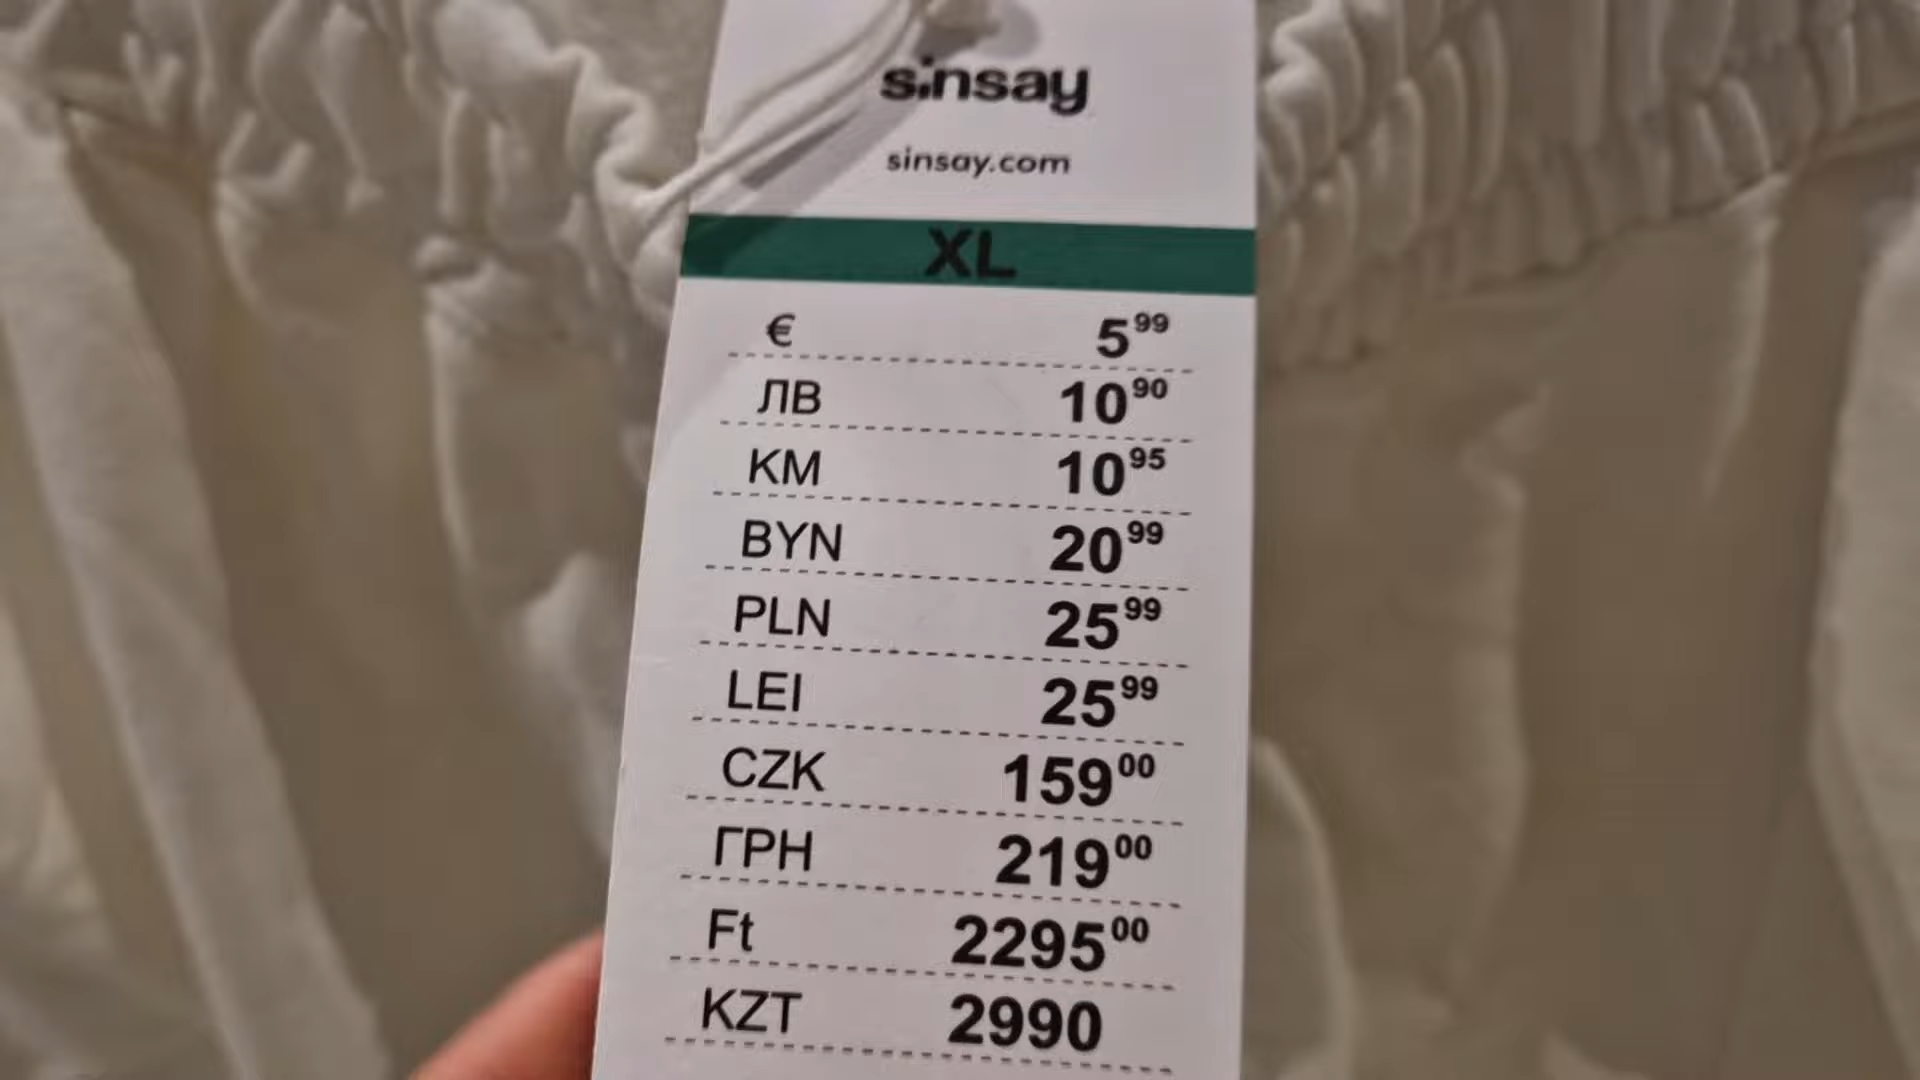 sinsay
sinsay.com
XL
€ 5⁹⁹
ЛВ 10⁹⁰
KM 10⁹⁵
BYN 20⁹⁹
PLN 25⁹⁹
LEI 25⁹⁹
CZK 159⁰⁰
ГРН 219⁰⁰
Ft 2295⁰⁰
KZT 2990